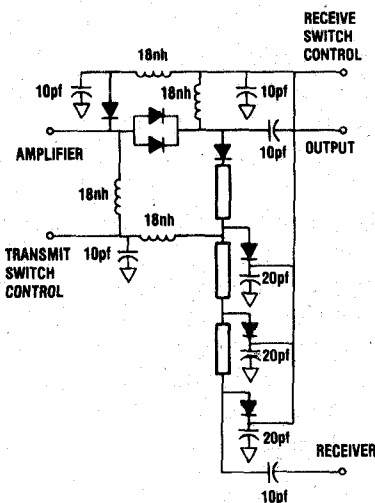 RECEIVE
SWITCH
CONTROL
18nh
10pf
18nh
10pf
AMPLIFIER
10pf
OUTPUT
18nh
18nh
TRANSMIT
SWITCH
CONTROL
10pf
20pf
20pf
20pf
RECEIVER
10pf